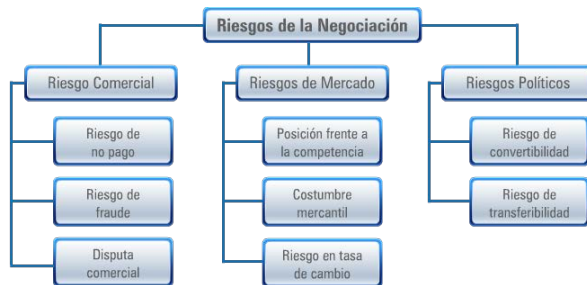 Riesgos de la Negociación
Riesgo Comercial
Riesgo de
no pago
Riesgo de
fraude
Disputa
comercial
Riesgos de Mercado
Posición frente a
la competencia
Costumbre
mercantil
Riesgo en tasa
de cambio
Riesgos Políticos
Riesgo de
convertibilidad
Riesgo de
transferibilidad